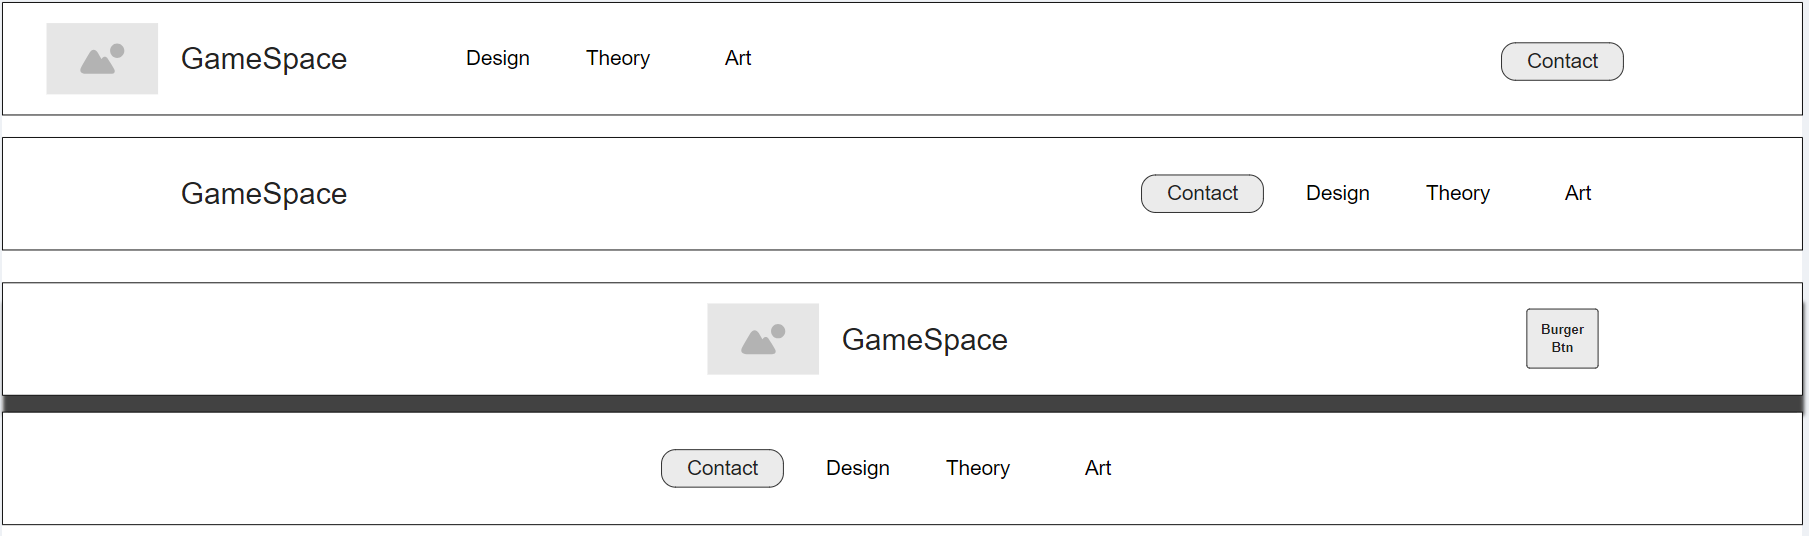 GameSpace Design Theory Art Contact
GameSpace Contact Design Theory Art
GameSpace Burger
Btn
Contact Design Theory Art